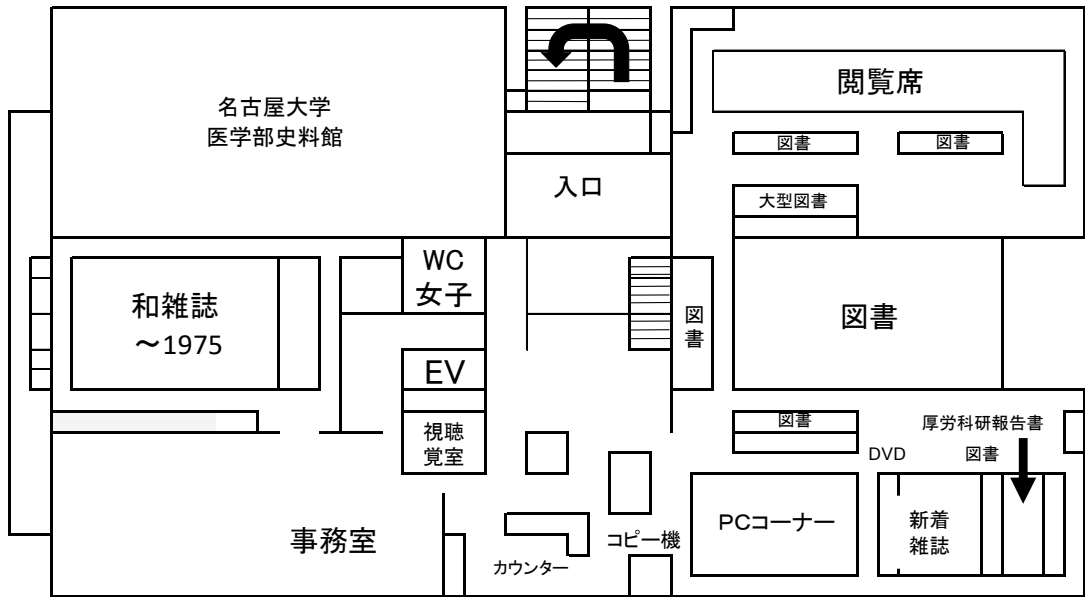 名古屋大学
医学部史料館
閲覧席
図書
図書
入口
大型図書
WC
女子
和雑誌
～1975
図
書
図書
EV
視聴
覚室
図書
厚労科研報告書
DVD
図書
事務室
カウンター
コピー機
PCコーナー
新着
雑誌